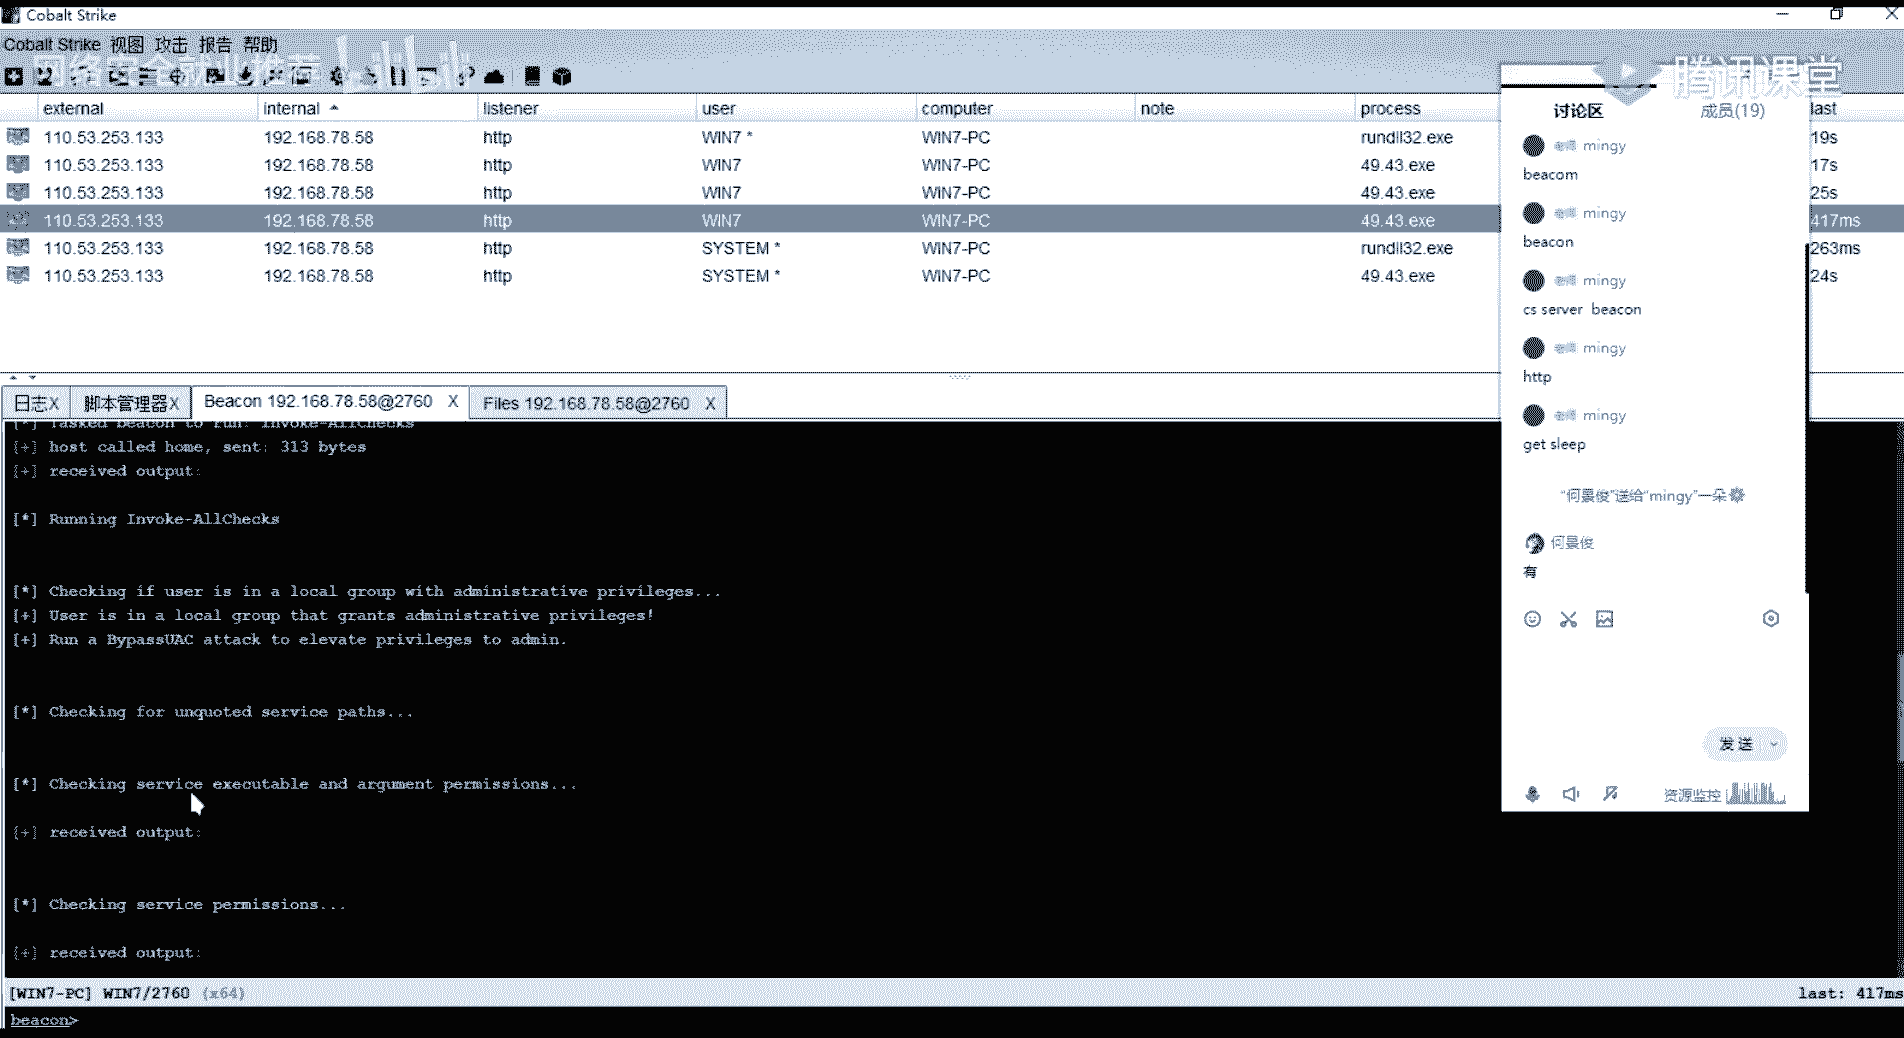 Cobalt Strike
Cobalt Strike 视图 攻击 报告 帮助
网络安全就业推荐
腾讯课堂
external internal listener user computer note process last
110.53.253.133 192.168.78.58 http WIN7 * WIN7-PC rundll32.exe 19s
110.53.253.133 192.168.78.58 http WIN7 WIN7-PC 49.43.exe 17s
110.53.253.133 192.168.78.58 http WIN7 WIN7-PC 49.43.exe 25s
110.53.253.133 192.168.78.58 http WIN7 WIN7-PC 49.43.exe 417ms
110.53.253.133 192.168.78.58 http SYSTEM * WIN7-PC rundll32.exe 263ms
110.53.253.133 192.168.78.58 http SYSTEM * WIN7-PC 49.43.exe 24s
日志X 脚本管理器X Beacon 192.168.78.58@2760 X Files 192.168.78.58@2760 X
[*] Tasked beacon to run: Invoke-AllChecks
[+] host called home, sent: 313 bytes
[+] received output:
[*] Running Invoke-AllChecks
[*] Checking if user is in a local group with administrative privileges...
[+] User is in a local group that grants administrative privileges!
[+] Run a BypassUAC attack to elevate privileges to admin.
[*] Checking for unquoted service paths...
[*] Checking service executable and argument permissions...
[+] received output:
[*] Checking service permissions...
[+] received output:
[WIN7-PC] WIN7/2760 (x64) last: 417ms
beacon>
讨论区 成员(19)
mingy
beacom
mingy
beacon
mingy
cs server beacon
mingy
http
mingy
get sleep
“何景俊”送给“mingy”一朵
何景俊
有
发送
资源监控